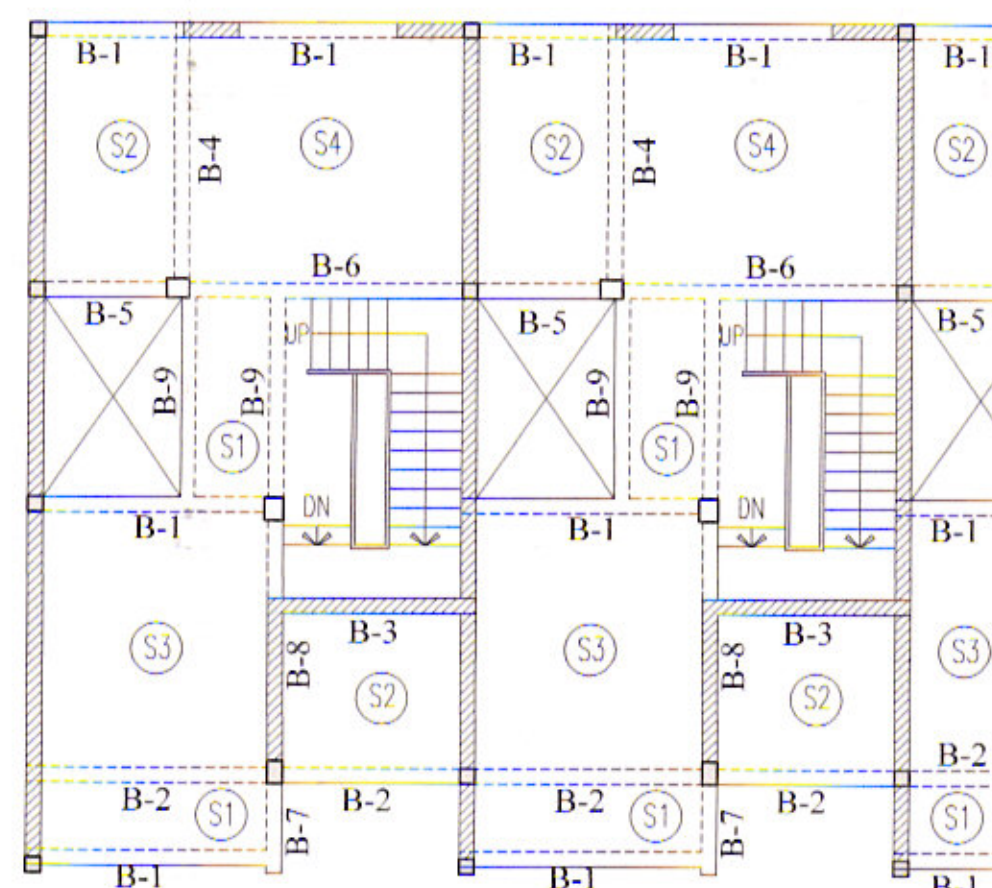 B-1 B-1 B-1 B-1 B-1
S2 B-4 S4 S2 B-4 S4 S2
B-6 B-6
B-5 B-5 B-5
UP UP
B-9 B-9 B-9
S1 S1
DN DN
B-1 B-1 B-1
B-3 B-3
S3 B-8 S2 S3 B-8 S2 S3
B-2
B-2 B-2 B-2 B-2
S1 B-7 S1 B-7 S1
B-1 B-1 B-1